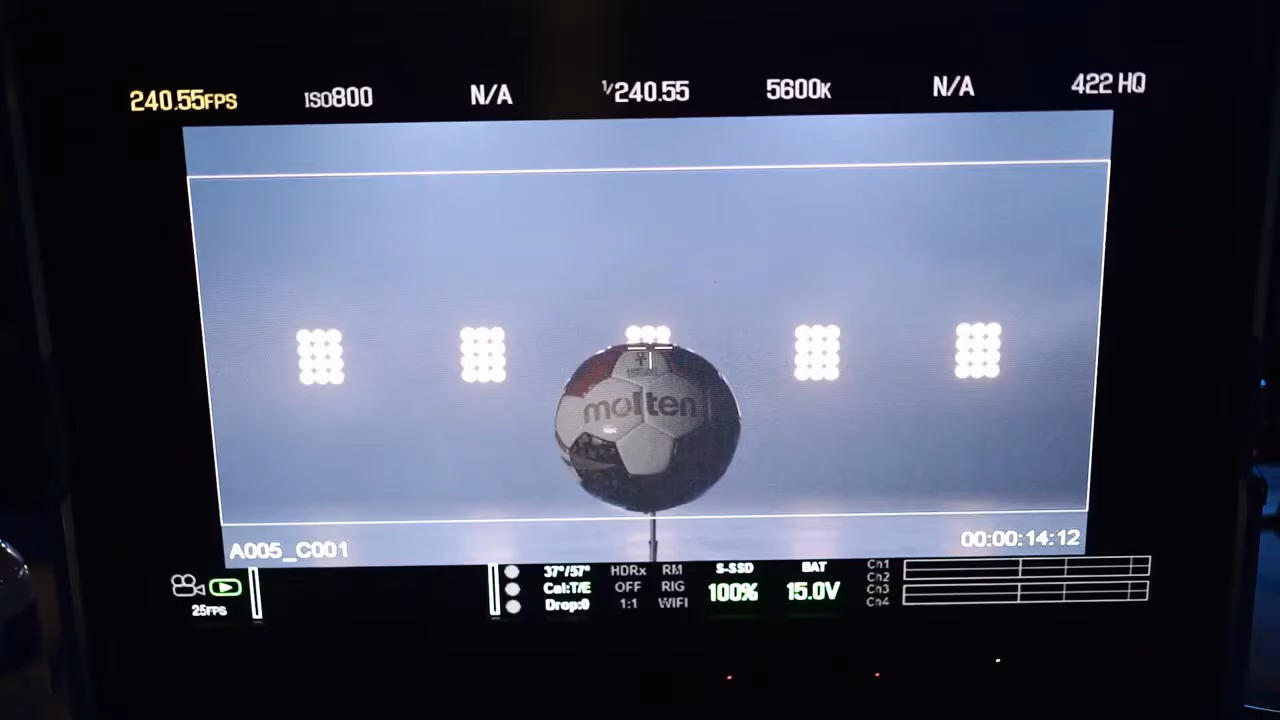 240.55FPS
ISO800
N/A
1/240.55
5600K
N/A
422 HQ
molten
A005_C001
00:00:14:12
25FPS
37°/57°
Cal:T/E
Drop:0
HDRx
OFF
1:1
RM
RIG
WIFI
S-SSD
100%
BAT
15.0V
Ch1
Ch2
Ch3
Ch4